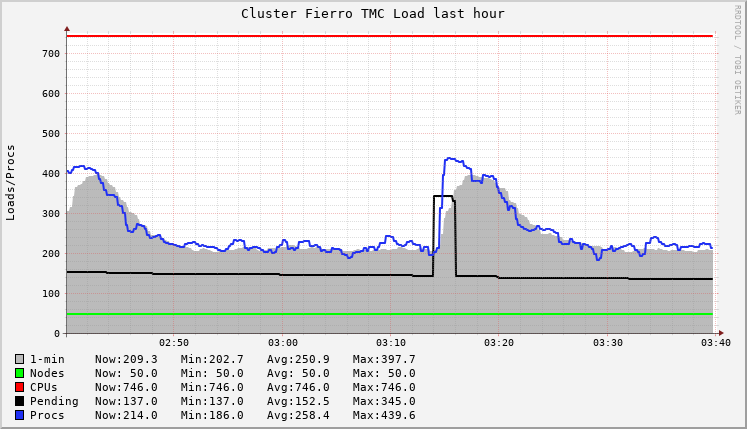 Cluster Fierro TMC Load last hour
RRDTOOL / TOBI OETIKER
Loads/Procs
700
600
500
400
300
200
100
0
02:50 03:00 03:10 03:20 03:30 03:40
1-min Now:209.3 Min:202.7 Avg:250.9 Max:397.7
Nodes Now: 50.0 Min: 50.0 Avg: 50.0 Max: 50.0
CPUs Now:746.0 Min:746.0 Avg:746.0 Max:746.0
Pending Now:137.0 Min:137.0 Avg:152.5 Max:345.0
Procs Now:214.0 Min:186.0 Avg:258.4 Max:439.6